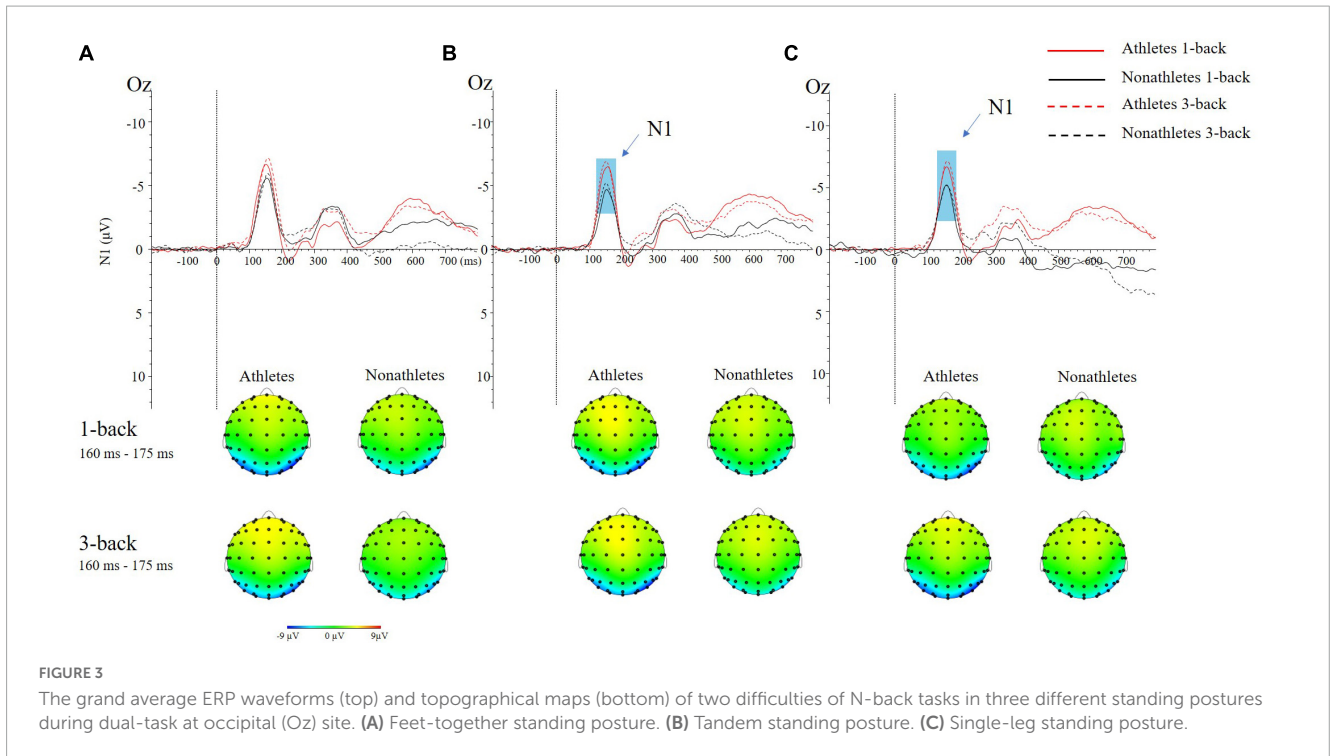 A
B
C
Athletes 1-back
Nonathletes 1-back
Athletes 3-back
Nonathletes 3-back
Oz
-10
-5
0
5
10
N1 (µV)
-100
0
100
200
300
400
500
600
700 (ms)
Oz
N1
-10
-5
0
5
10
-100
0
100
200
300
400
500
600
700
Oz
N1
-10
-5
0
5
10
-100
0
100
200
300
400
500
600
700
Athletes Nonathletes
Athletes Nonathletes
Athletes Nonathletes
1-back
160 ms - 175 ms
3-back
160 ms - 175 ms
-9 µV 0 µV 9µV
FIGURE 3
The grand average ERP waveforms (top) and topographical maps (bottom) of two difficulties of N-back tasks in three different standing postures
during dual-task at occipital (Oz) site. (A) Feet-together standing posture. (B) Tandem standing posture. (C) Single-leg standing posture.